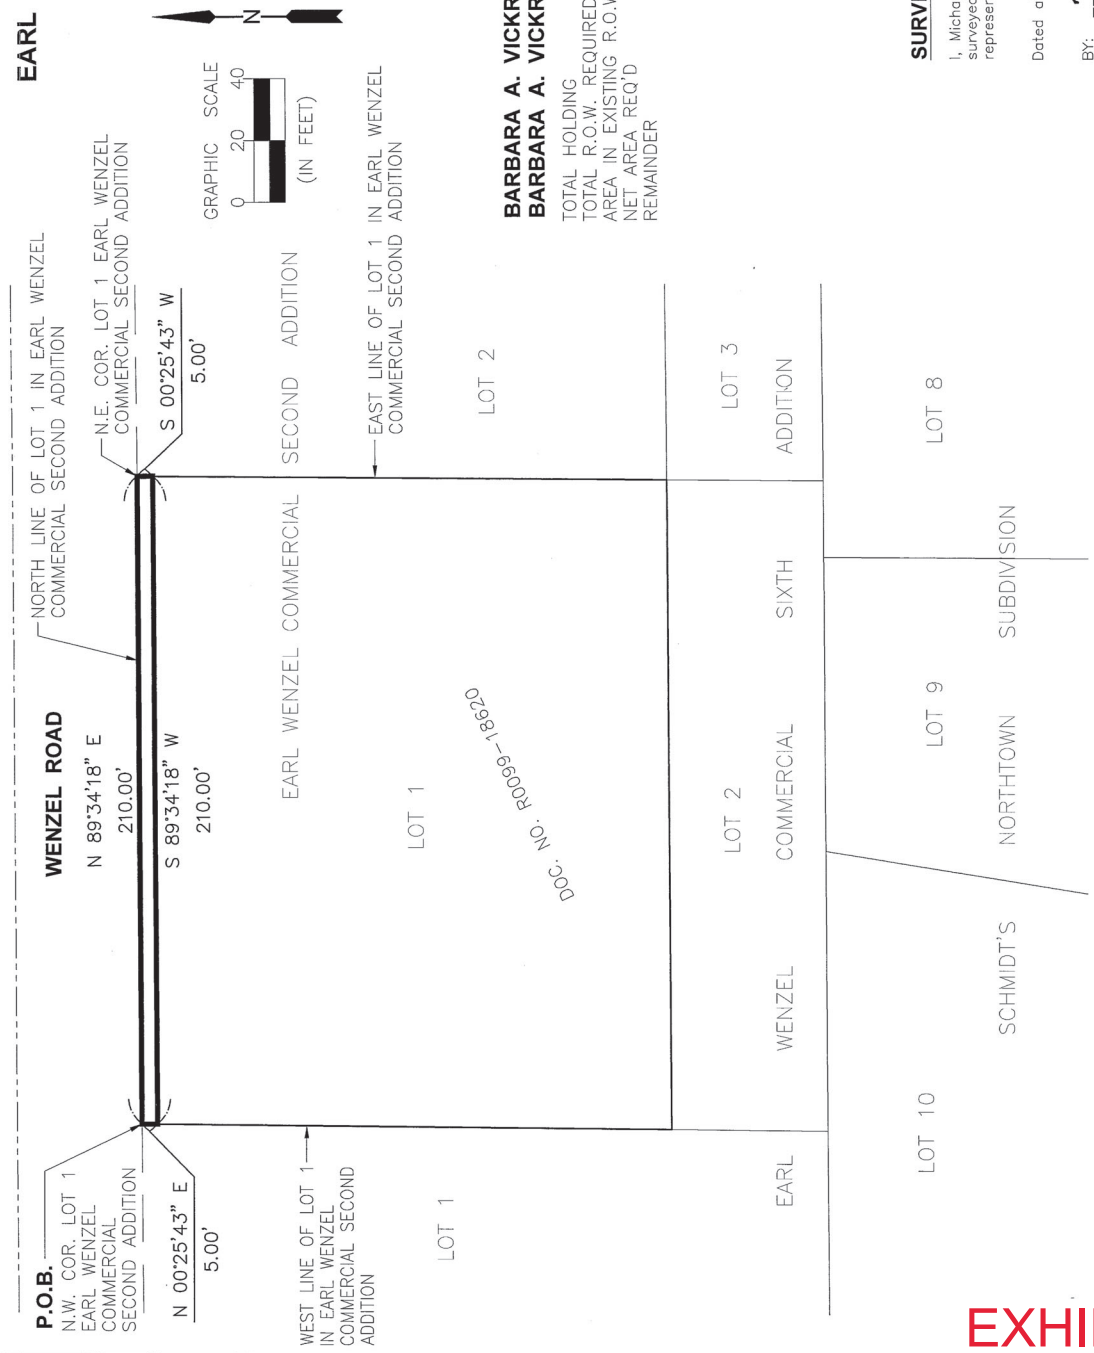 EARL
NORTH LINE OF LOT 1 IN EARL WENZEL
COMMERCIAL SECOND ADDITION
N.E. COR. LOT 1 EARL WENZEL
COMMERCIAL SECOND ADDITION
N
GRAPHIC SCALE
0 20 40
(IN FEET)
WENZEL ROAD
N 89°34'18" E
210.00'
S 89°34'18" W
210.00'
S 00°25'43" W
5.00'
P.O.B.
N.W. COR. LOT 1
EARL WENZEL
COMMERCIAL
SECOND ADDITION
N 00°25'43" E
5.00'
EARL WENZEL COMMERCIAL SECOND ADDITION
EAST LINE OF LOT 1 IN EARL WENZEL
COMMERCIAL SECOND ADDITION
WEST LINE OF LOT 1
IN EARL WENZEL
COMMERCIAL SECOND
ADDITION
LOT 1
LOT 1
LOT 2
DOC. NO. R0099-18620
BARBARA A. VICKR
BARBARA A. VICKR
TOTAL HOLDING
TOTAL R.O.W. REQUIRED
AREA IN EXISTING R.O.W
NET AREA REQ'D
REMAINDER
LOT 2
LOT 3
EARL WENZEL COMMERCIAL SIXTH ADDITION
LOT 10
LOT 9
LOT 8
SCHMIDT'S NORTHTOWN SUBDIVISION
SURVE
I, Micha
surveyed
represen
Dated a
BY:
EXHI